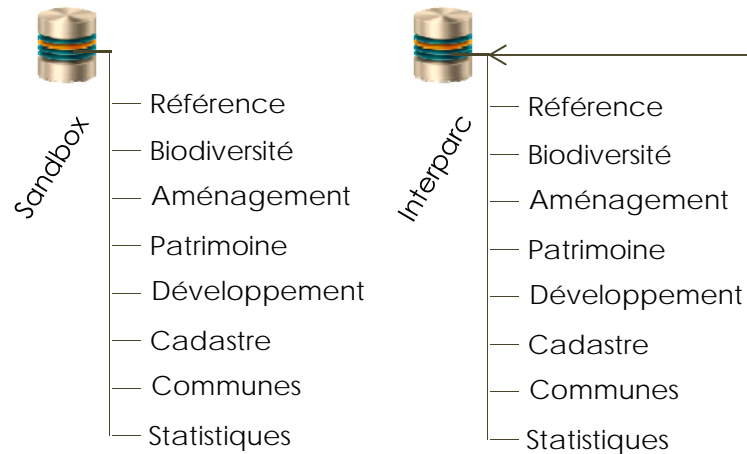 Sandbox
Référence
Biodiversité
Aménagement
Patrimoine
Développement
Cadastre
Communes
Statistiques
Interparc
Référence
Biodiversité
Aménagement
Patrimoine
Développement
Cadastre
Communes
Statistiques